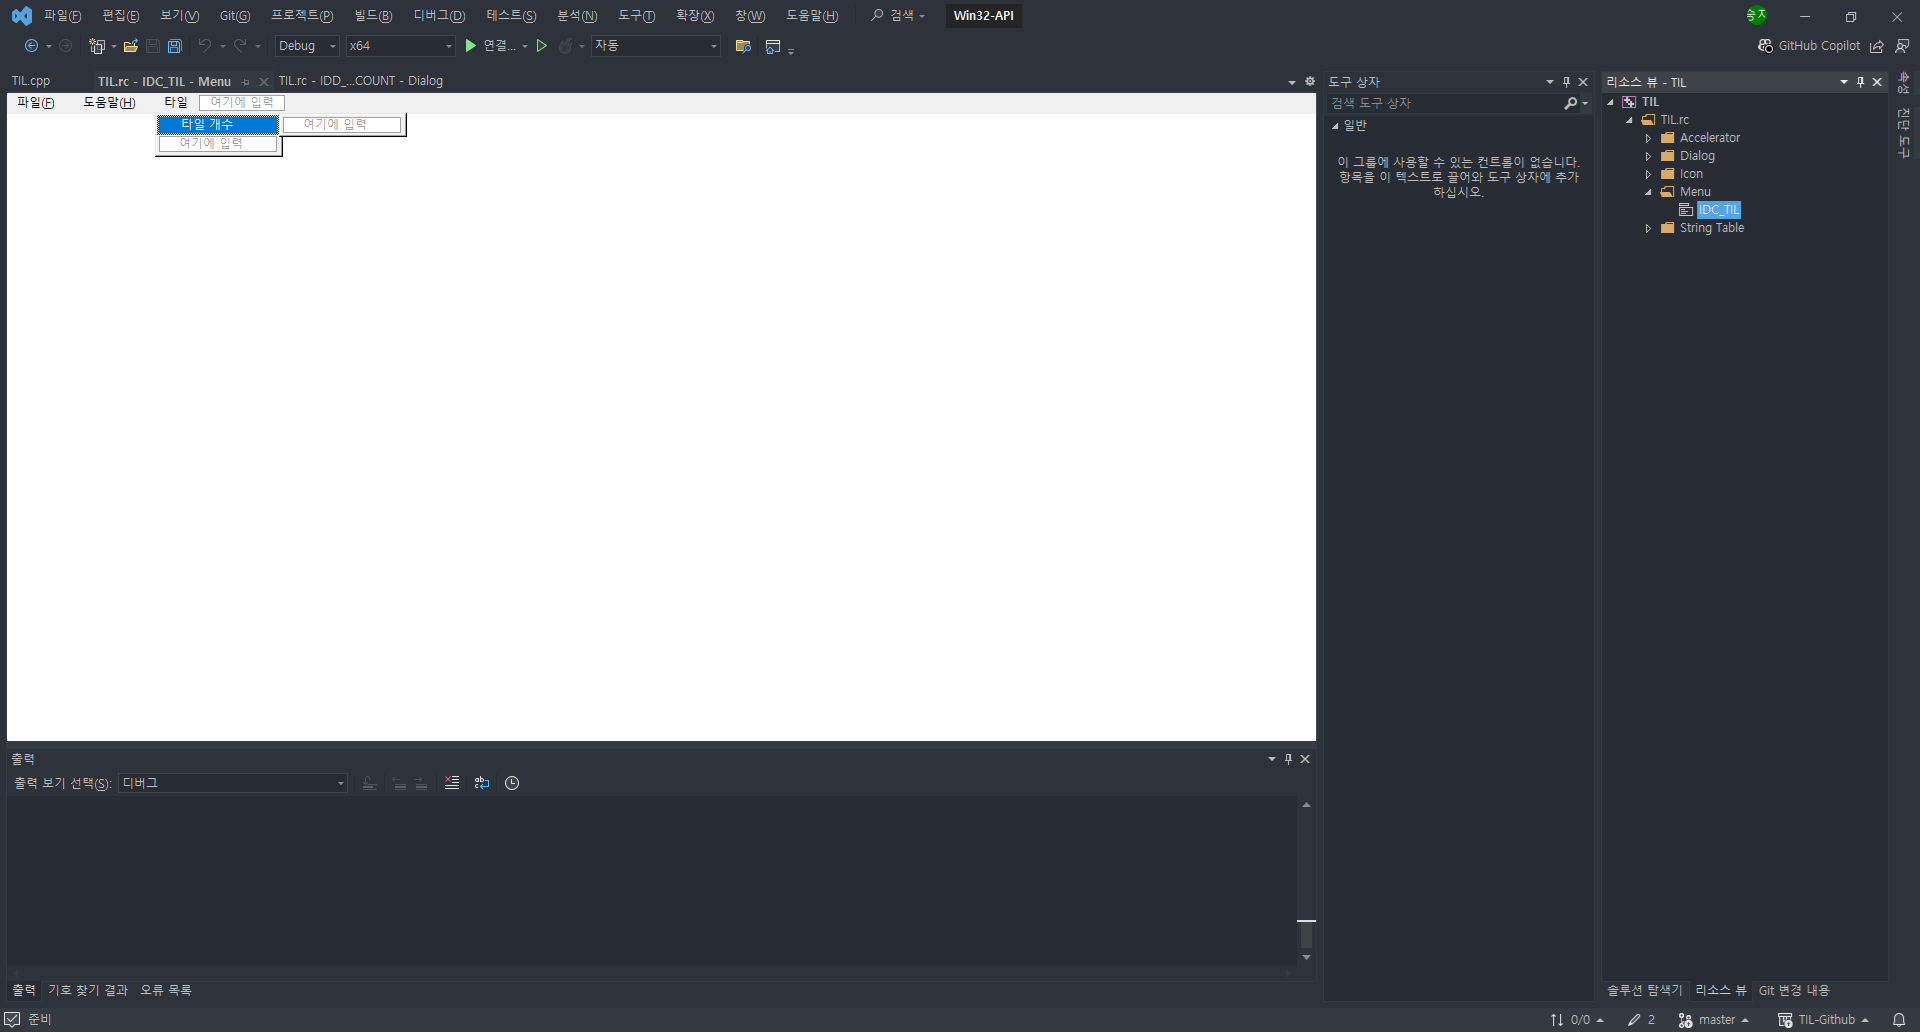 파일(F) 편집(E) 보기(V) Git(G) 프로젝트(P) 빌드(B) 디버그(D) 테스트(S) 분석(N) 도구(T) 확장(X) 창(W) 도움말(H) 검색 Win32-API 승지
Debug x64 연결... 자동 GitHub Copilot
TIL.cpp TIL.rc - IDC_TIL - Menu TIL.rc - IDD_...COUNT - Dialog
파일(F) 도움말(H) 타일 여기에 입력
타일 개수 여기에 입력
여기에 입력
도구 상자
검색 도구 상자
일반
이 그룹에 사용할 수 있는 컨트롤이 없습니다.
항목을 이 텍스트로 끌어와 도구 상자에 추가
하십시오.
리소스 뷰 - TIL
TIL
TIL.rc
Accelerator
Dialog
Icon
Menu
IDC_TIL
String Table
속성
진단 도구
출력
출력 보기 선택(S): 디버그
출력 기호 찾기 결과 오류 목록
솔루션 탐색기 리소스 뷰 Git 변경 내용
준비 0/0 2 master TIL-Github